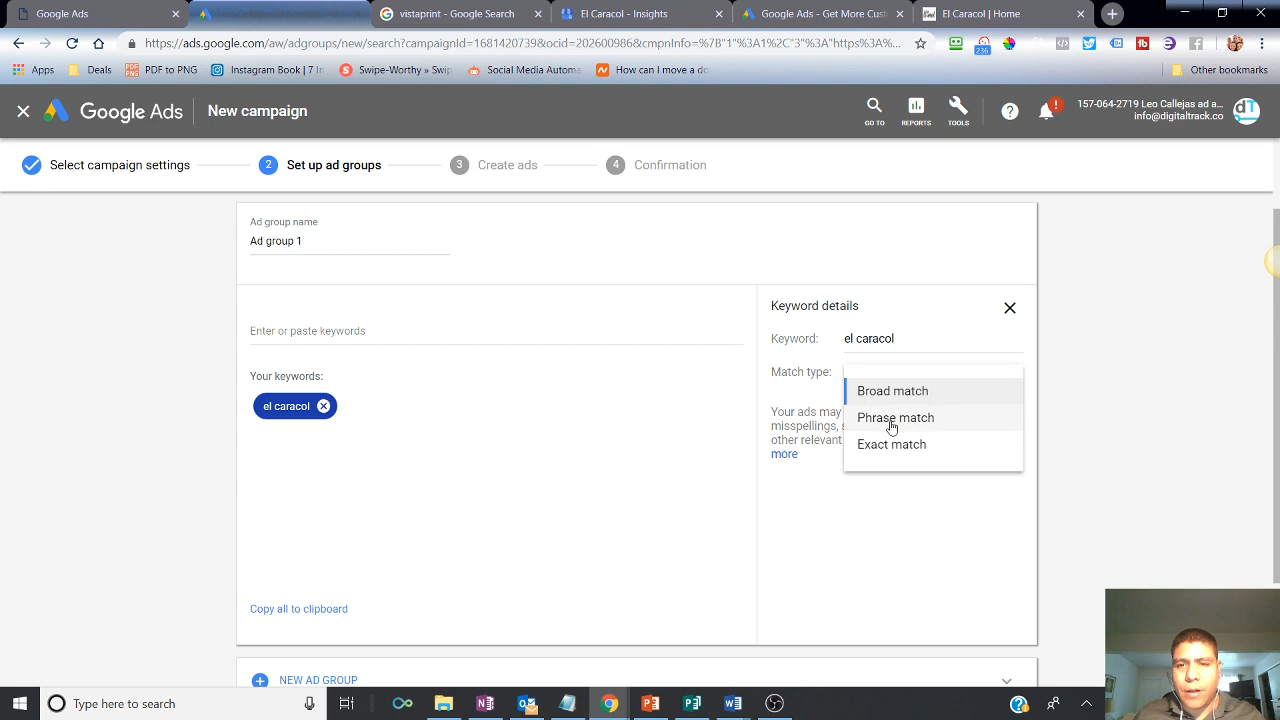 Google Ads
vistaprint - Google Search
El Caracol - Insights
Google Ads - Get More Cust
El Caracol | Home
https://ads.google.com/aw/adgroups/new/search?campaignId=1681420739&ocid=202600986&cmpnInfo=%7B"1"%3A1%2C"3"%3A"https%3A%...
236
Apps
Deals
PDF to PNG
Instagram Book | 7 In
Swipe-Worthy » Swip
Social Media Automa
How can I move a do
Other bookmarks
Google Ads
New campaign
GO TO
REPORTS
TOOLS
157-064-2719 Leo Callejas ad a...
info@digitaltrack.co
Select campaign settings
2 Set up ad groups
3 Create ads
4 Confirmation
Ad group name
Ad group 1
Enter or paste keywords
Your keywords:
el caracol
Copy all to clipboard
Keyword details
Keyword: el caracol
Match type:
Broad match
Phrase match
Exact match
Your ads may
misspellings, s
other relevant
more
NEW AD GROUP
Type here to search